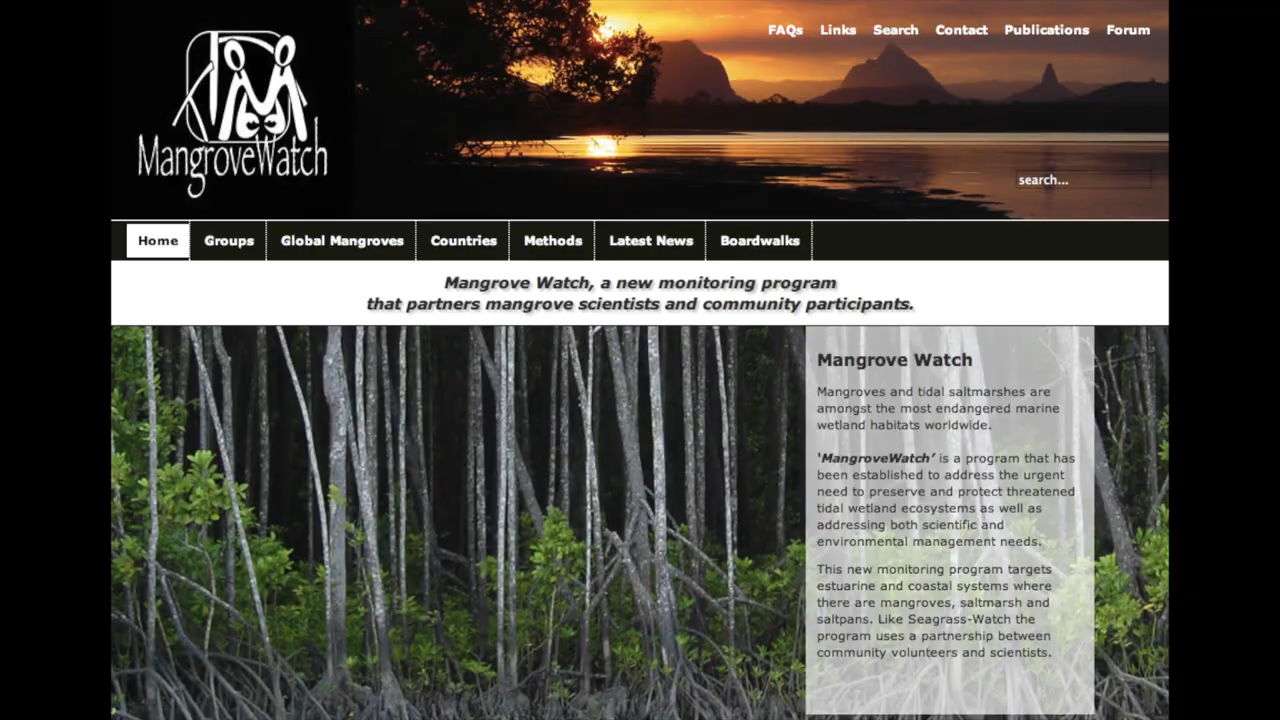 FAQs Links Search Contact Publications Forum
MangroveWatch
search...
Home Groups Global Mangroves Countries Methods Latest News Boardwalks
Mangrove Watch, a new monitoring program
that partners mangrove scientists and community participants.
Mangrove Watch
Mangroves and tidal saltmarshes are
amongst the most endangered marine
wetland habitats worldwide.
'MangroveWatch' is a program that has
been established to address the urgent
need to preserve and protect threatened
tidal wetland ecosystems as well as
addressing both scientific and
environmental management needs.
This new monitoring program targets
estuarine and coastal systems where
there are mangroves, saltmarsh and
saltpans. Like Seagrass-Watch the
program uses a partnership between
community volunteers and scientists.